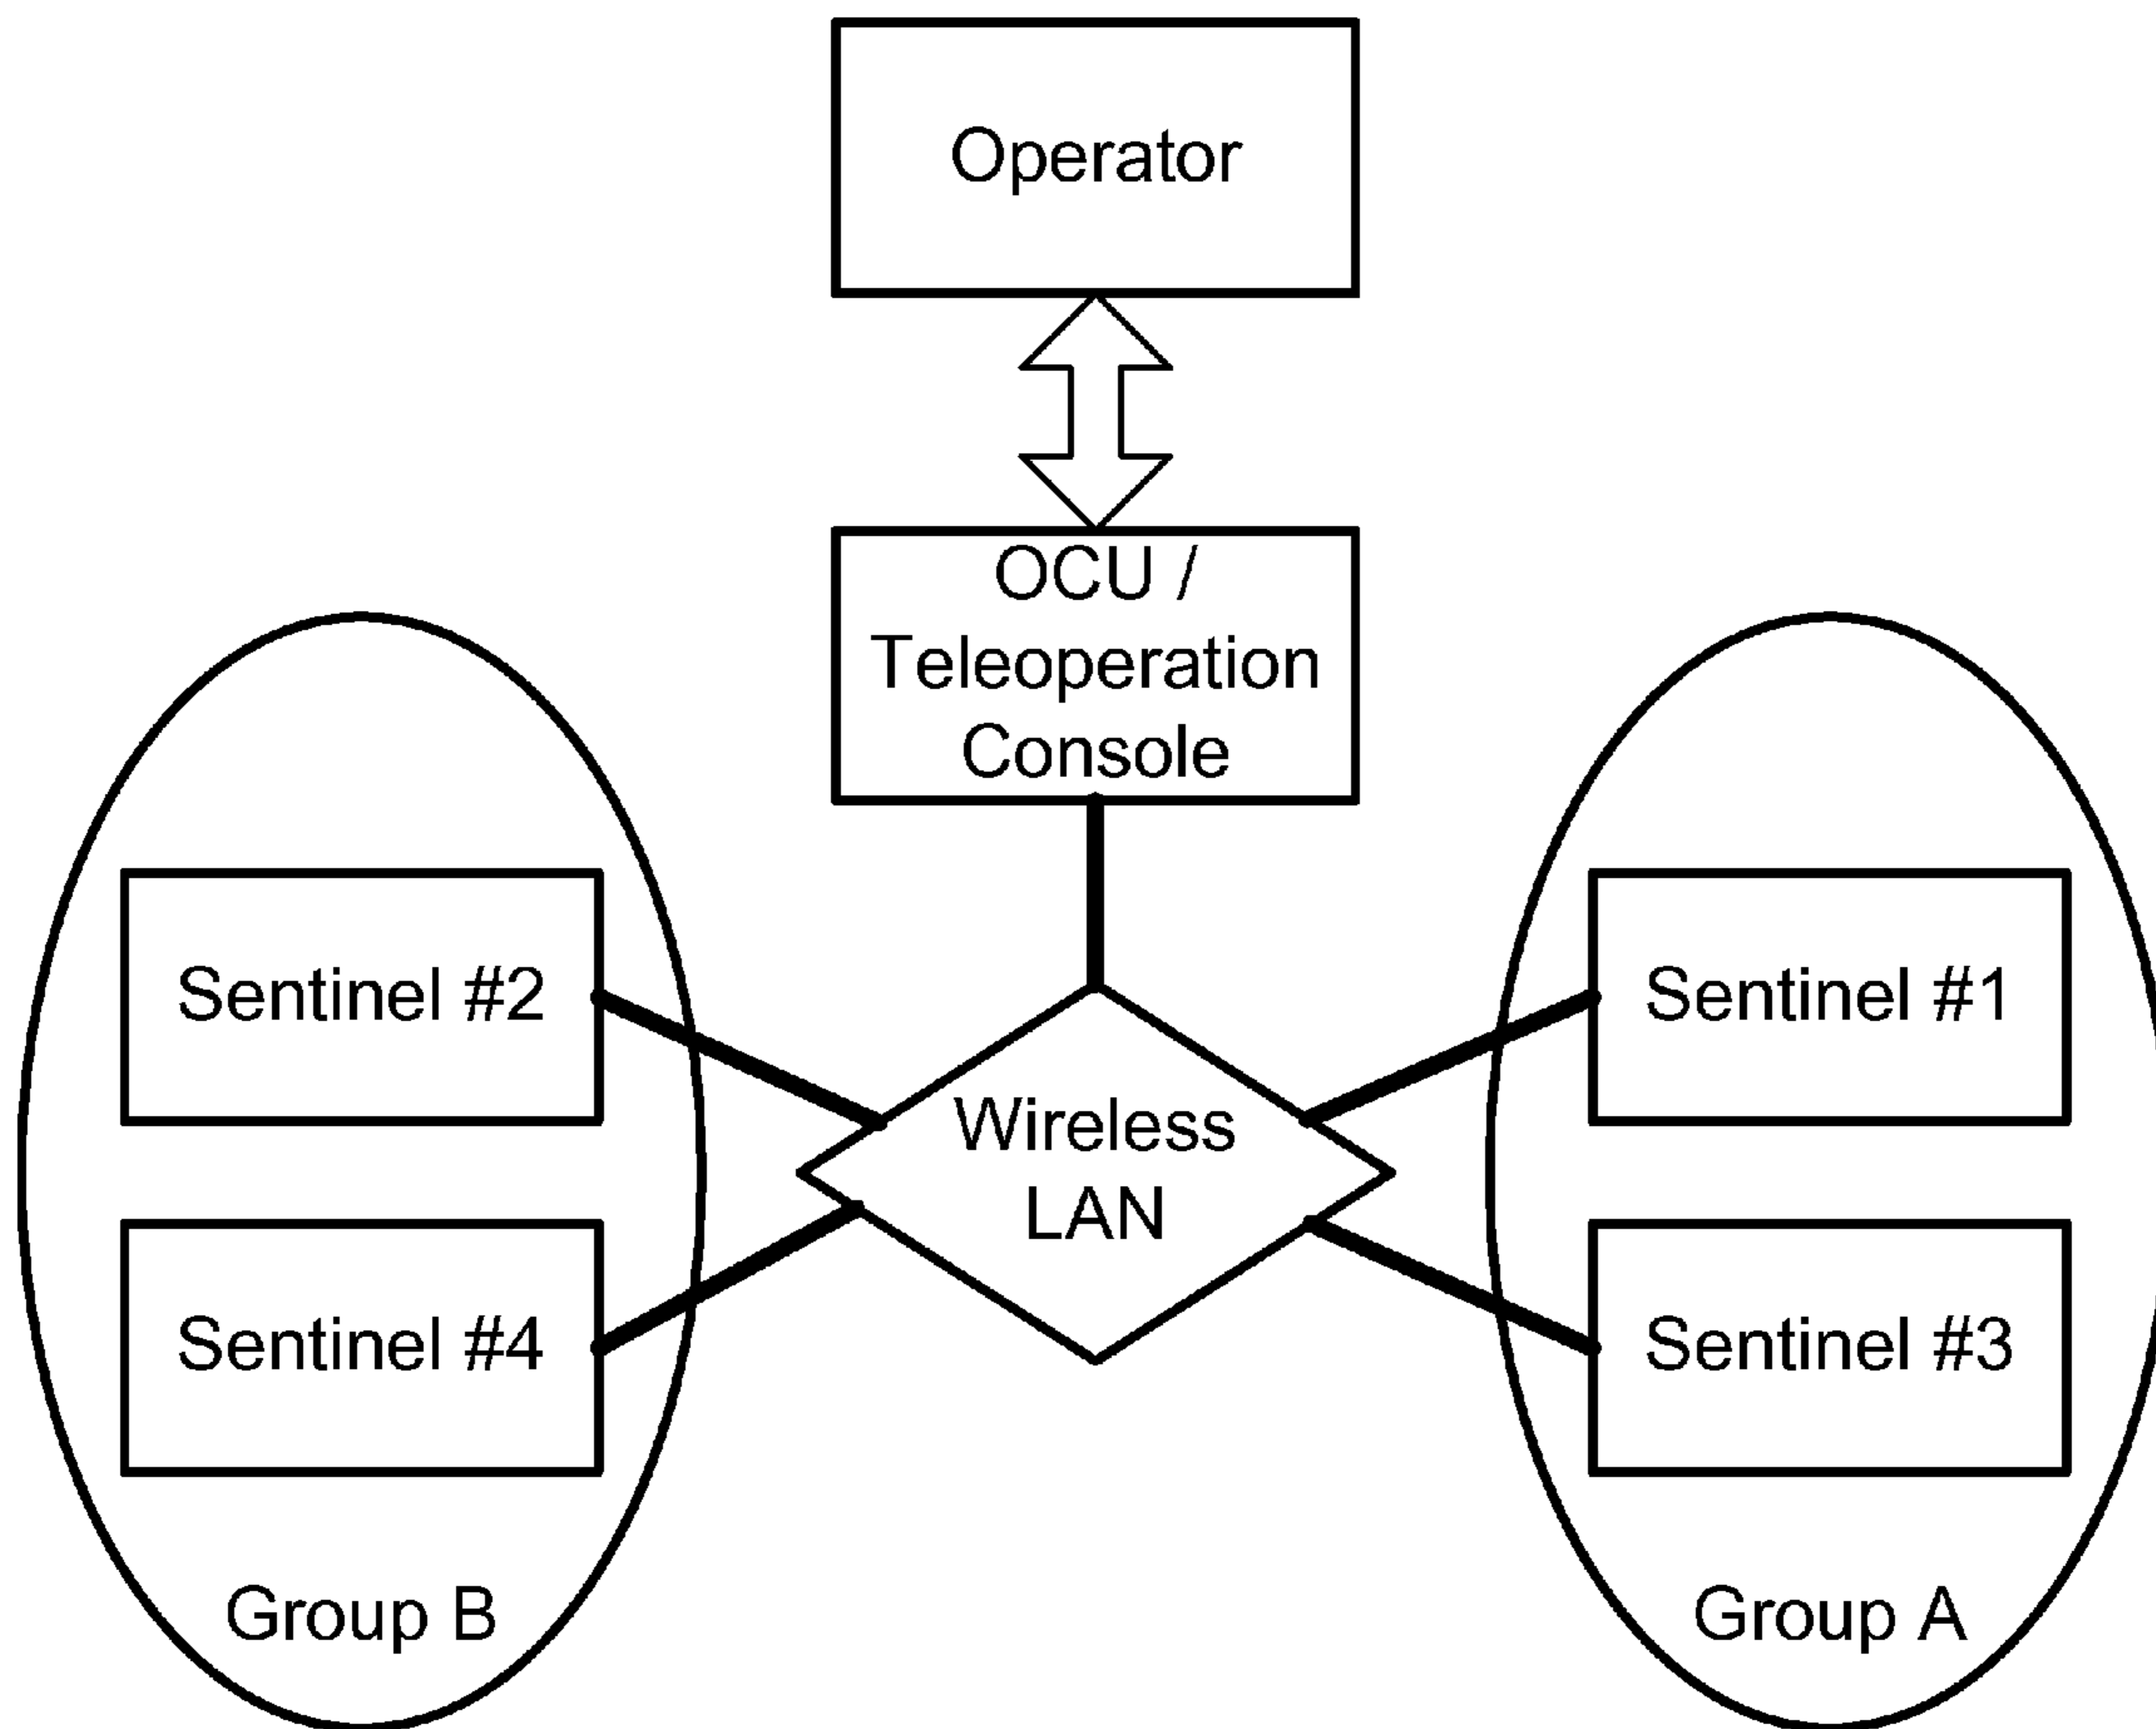 Operator
OCU /
Teleoperation
Console
Sentinel #2
Sentinel #1
Wireless
LAN
Sentinel #4
Sentinel #3
Group B
Group A